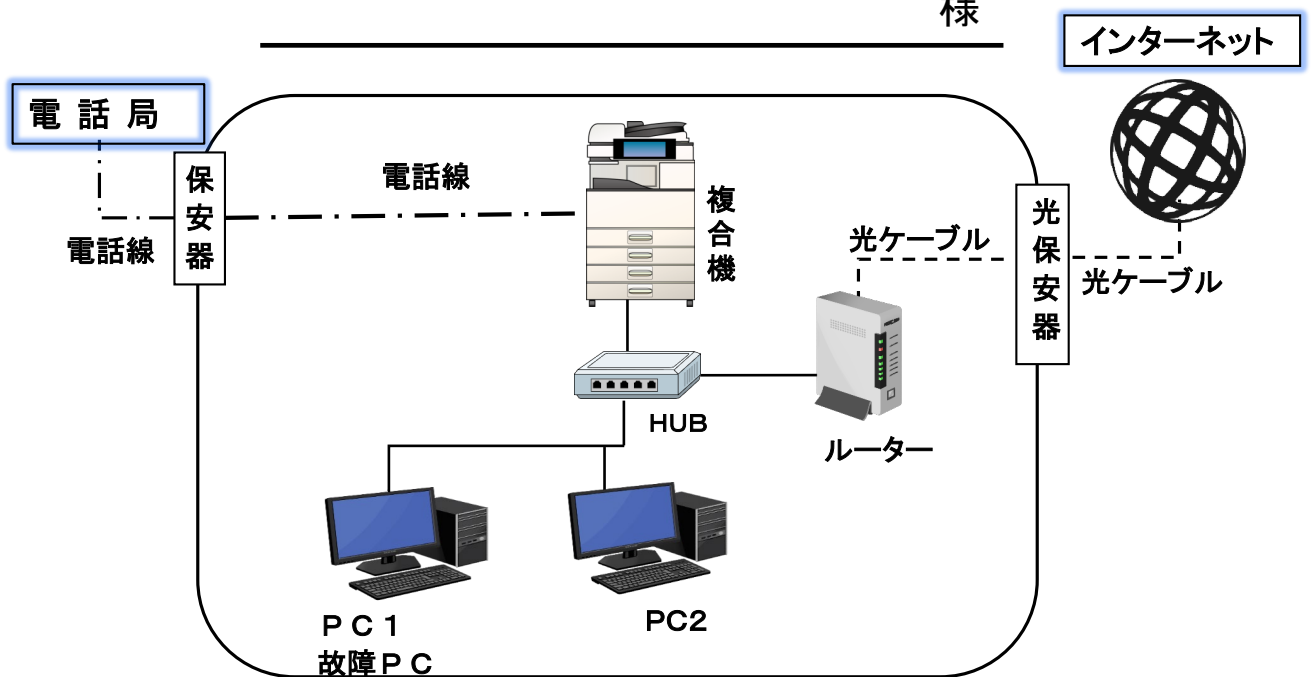 様
インターネット
電 話 局
保安器
電話線
電話線
複合機
光ケーブル
光保安器
光ケーブル
HUB
ルーター
ＰＣ１
故障ＰＣ
PC2